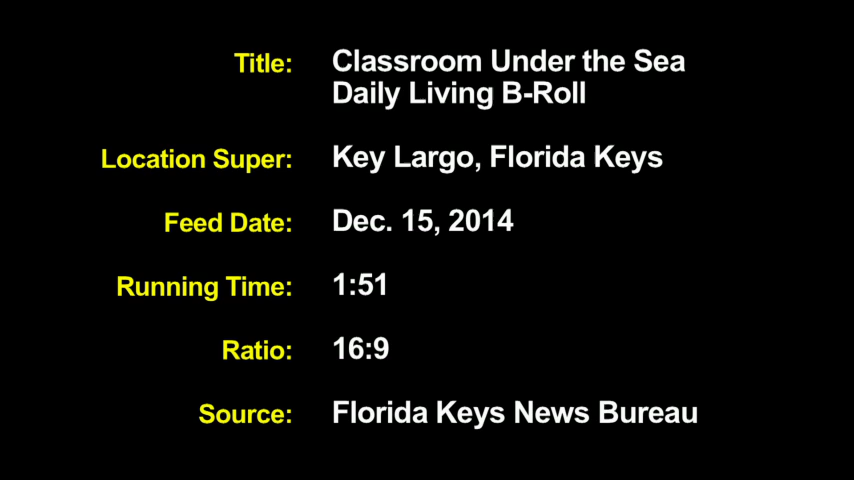 Title: Classroom Under the Sea
Daily Living B-Roll
Location Super: Key Largo, Florida Keys
Feed Date: Dec. 15, 2014
Running Time: 1:51
Ratio: 16:9
Source: Florida Keys News Bureau